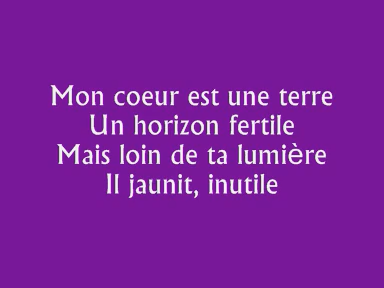 Mon coeur est une terre
Un horizon fertile
Mais loin de ta lumière
Il jaunit, inutile